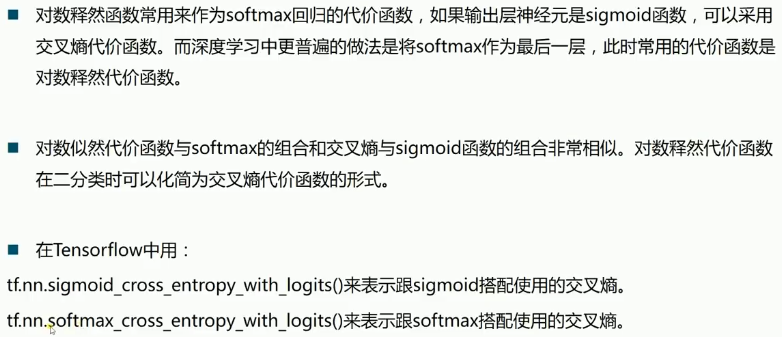 对数释然函数常用来作为softmax回归的代价函数，如果输出层神经元是sigmoid函数，可以采用
交叉熵代价函数。而深度学习中更普遍的做法是将softmax作为最后一层，此时常用的代价函数是
对数释然代价函数。
对数似然代价函数与softmax的组合和交叉熵与sigmoid函数的组合非常相似。对数释然代价函数
在二分类时可以化简为交叉熵代价函数的形式。
在Tensorflow中用：
tf.nn.sigmoid_cross_entropy_with_logits()来表示跟sigmoid搭配使用的交叉熵。
tf.nn.softmax_cross_entropy_with_logits()来表示跟softmax搭配使用的交叉熵。